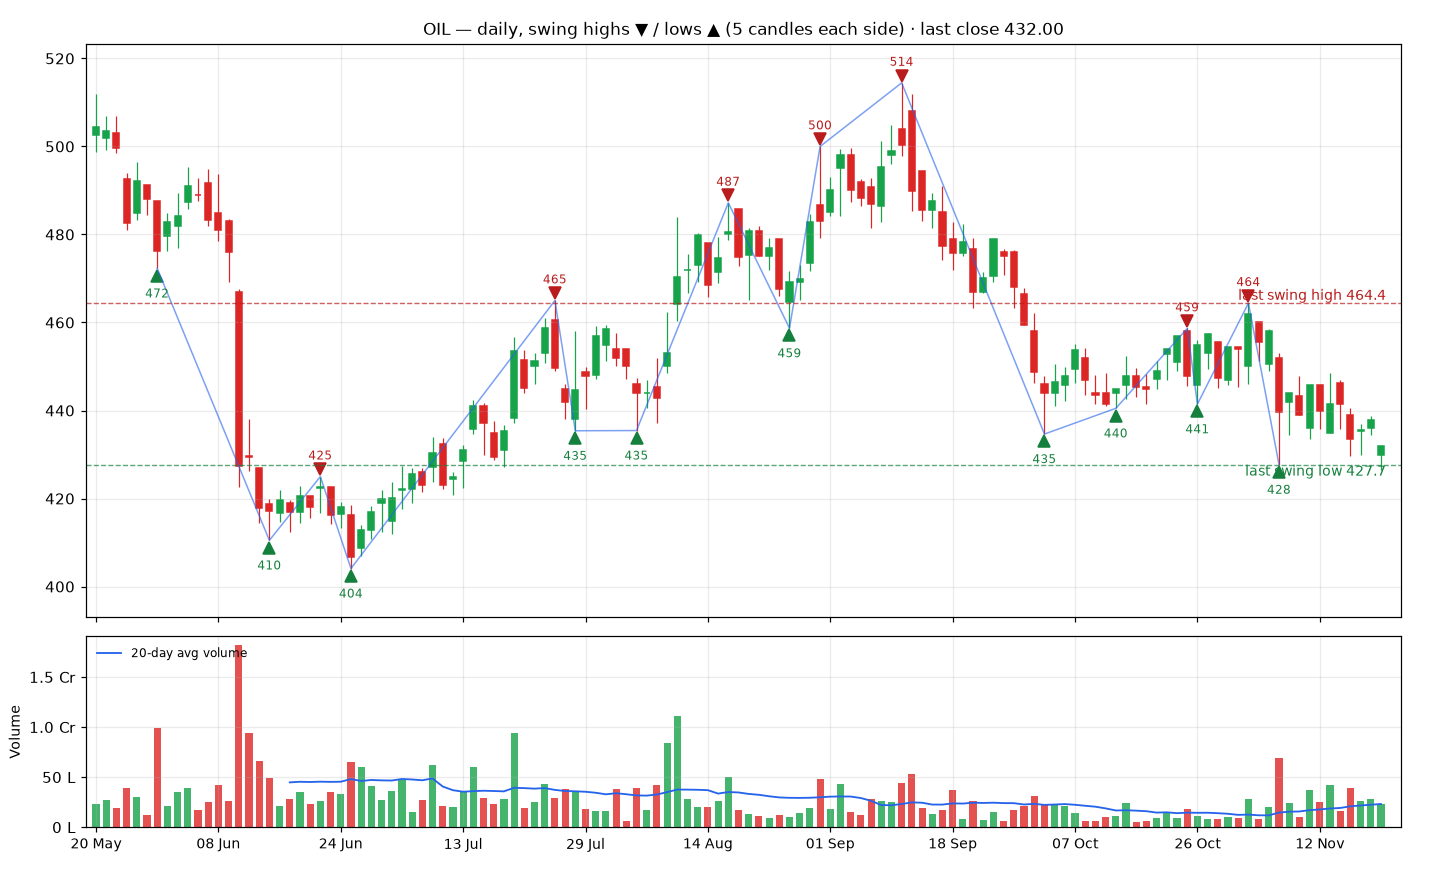 OIL — daily, swing highs ▼ / lows ▲ (5 candles each side) · last close 432.00
520
500
480
460
440
420
400
514
500
487
472
465
464
last swing high 464.4
459
459
435
435
425
435
440
441
last swing low 427.7
428
410
404
20-day avg volume
Volume
1.5 Cr
1.0 Cr
50 L
0 L
20 May
08 Jun
24 Jun
13 Jul
29 Jul
14 Aug
01 Sep
18 Sep
07 Oct
26 Oct
12 Nov